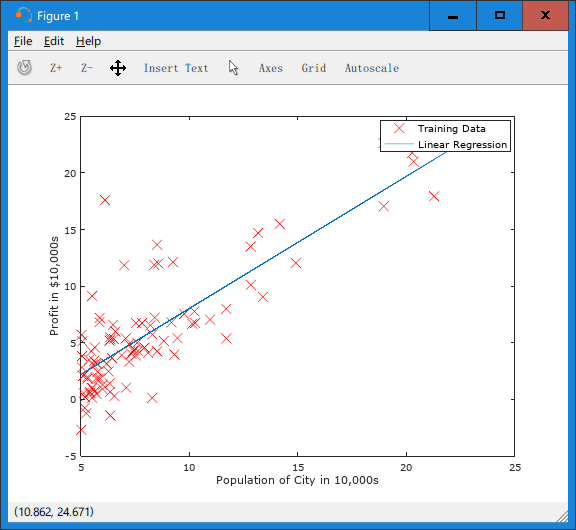 Figure 1
File Edit Help
Z+ Z- Insert Text Axes Grid Autoscale
Training Data
Linear Regression
25
20
15
10
5
0
-5
Profit in $10,000s
5 10 15 20 25
Population of City in 10,000s
(10.862, 24.671)